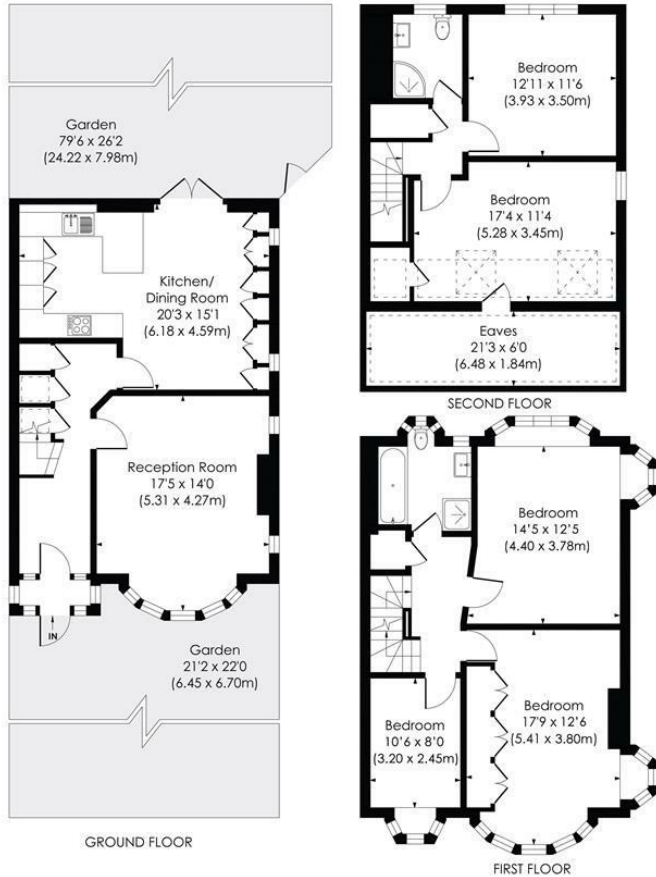 Garden
79'6 x 26'2
(24.22 x 7.98m)
Kitchen/
Dining Room
20'3 x 15'1
(6.18 x 4.59m)
Reception Room
17'5 x 14'0
(5.31 x 4.27m)
IN
Garden
21'2 x 22'0
(6.45 x 6.70m)
GROUND FLOOR
Bedroom
12'11 x 11'6
(3.93 x 3.50m)
Bedroom
17'4 x 11'4
(5.28 x 3.45m)
Eaves
21'3 x 6'0
(6.48 x 1.84m)
SECOND FLOOR
Bedroom
14'5 x 12'5
(4.40 x 3.78m)
Bedroom
17'9 x 12'6
(5.41 x 3.80m)
Bedroom
10'6 x 8'0
(3.20 x 2.45m)
FIRST FLOOR